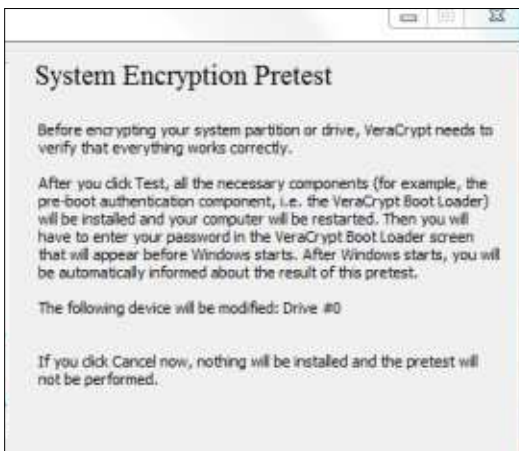 System Encryption Pretest
Before encrypting your system partition or drive, VeraCrypt needs to
verify that everything works correctly.
After you click Test, all the necessary components (for example, the
pre-boot authentication component, i.e. the VeraCrypt Boot Loader)
will be installed and your computer will be restarted. Then you will
have to enter your password in the VeraCrypt Boot Loader screen
that will appear before Windows starts. After Windows starts, you will
be automatically informed about the result of this pretest.
The following device will be modified: Drive #0
If you click Cancel now, nothing will be installed and the pretest will
not be performed.